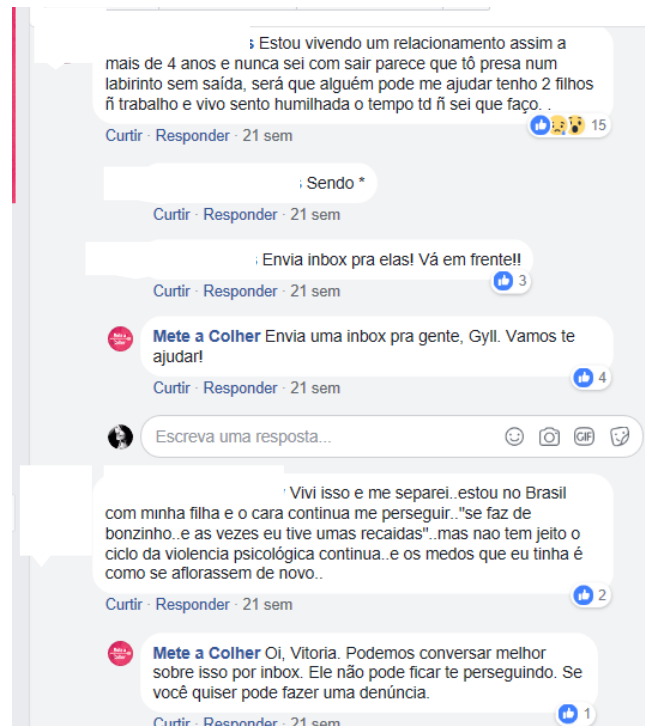 s Estou vivendo um relacionamento assim a
mais de 4 anos e nunca sei com sair parece que tô presa num
labirinto sem saída, será que alguém pode me ajudar tenho 2 filhos
ñ trabalho e vivo sento humilhada o tempo td ñ sei que faço. .
15
Curtir · Responder · 21 sem
Sendo *
Curtir · Responder · 21 sem
Envia inbox pra elas! Vá em frente!!
3
Curtir · Responder · 21 sem
Mete a Colher Envia uma inbox pra gente, Gyll. Vamos te
ajudar!
4
Curtir · Responder · 21 sem
Escreva uma resposta...
GIF
Vivi isso e me separei..estou no Brasil
com minha filha e o cara continua me perseguir.."se faz de
bonzinho..e as vezes eu tive umas recaidas"..mas nao tem jeito o
ciclo da violencia psicológica continua..e os medos que eu tinha é
como se aflorassem de novo..
2
Curtir · Responder · 21 sem
Mete a Colher Oi, Vitoria. Podemos conversar melhor
sobre isso por inbox. Ele não pode ficar te perseguindo. Se
você quiser pode fazer uma denúncia.
1
Curtir · Responder · 21 sem